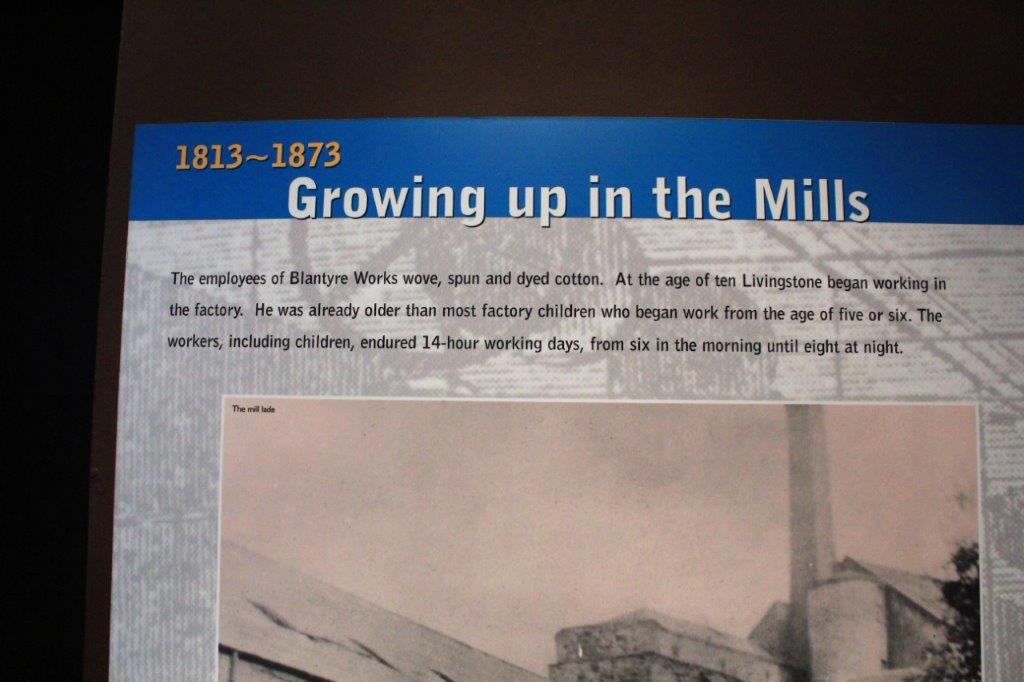 1813~1873
Growing up in the Mills
The employees of Blantyre Works wove, spun and dyed cotton.  At the age of ten Livingstone began working in
the factory.  He was already older than most factory children who began work from the age of five or six. The
workers, including children, endured 14-hour working days, from six in the morning until eight at night.
The mill lade